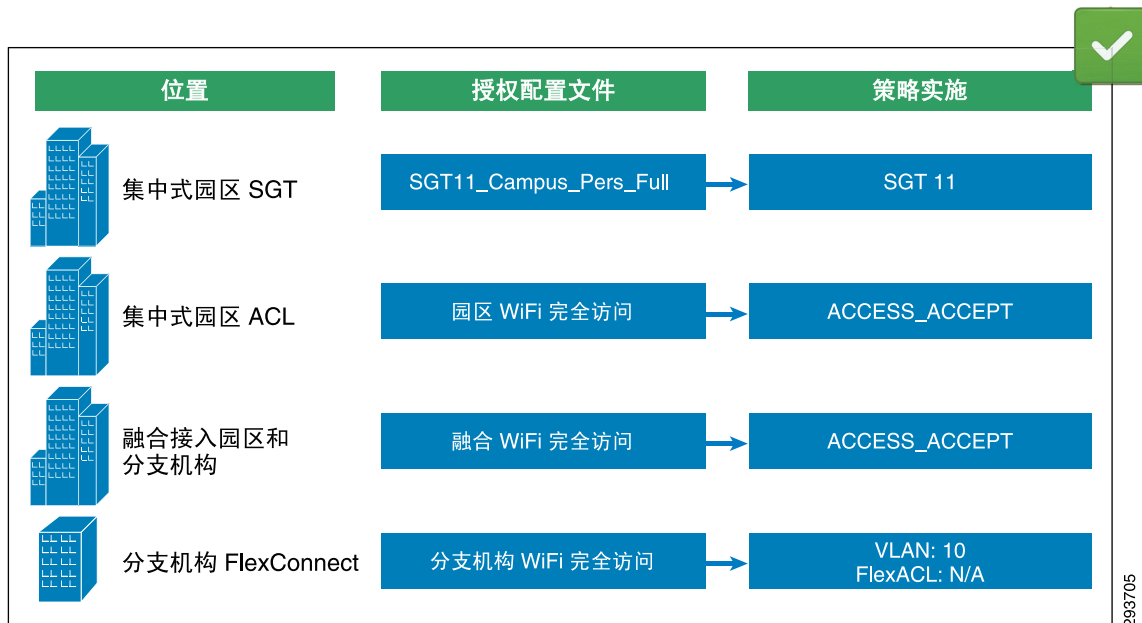 位置
授权配置文件
策略实施
集中式园区 SGT
SGT11_Campus_Pers_Full
SGT 11
集中式园区 ACL
园区 WiFi 完全访问
ACCESS_ACCEPT
融合接入园区和
分支机构
融合 WiFi 完全访问
ACCESS_ACCEPT
分支机构 FlexConnect
分支机构 WiFi 完全访问
VLAN: 10
FlexACL: N/A
293705